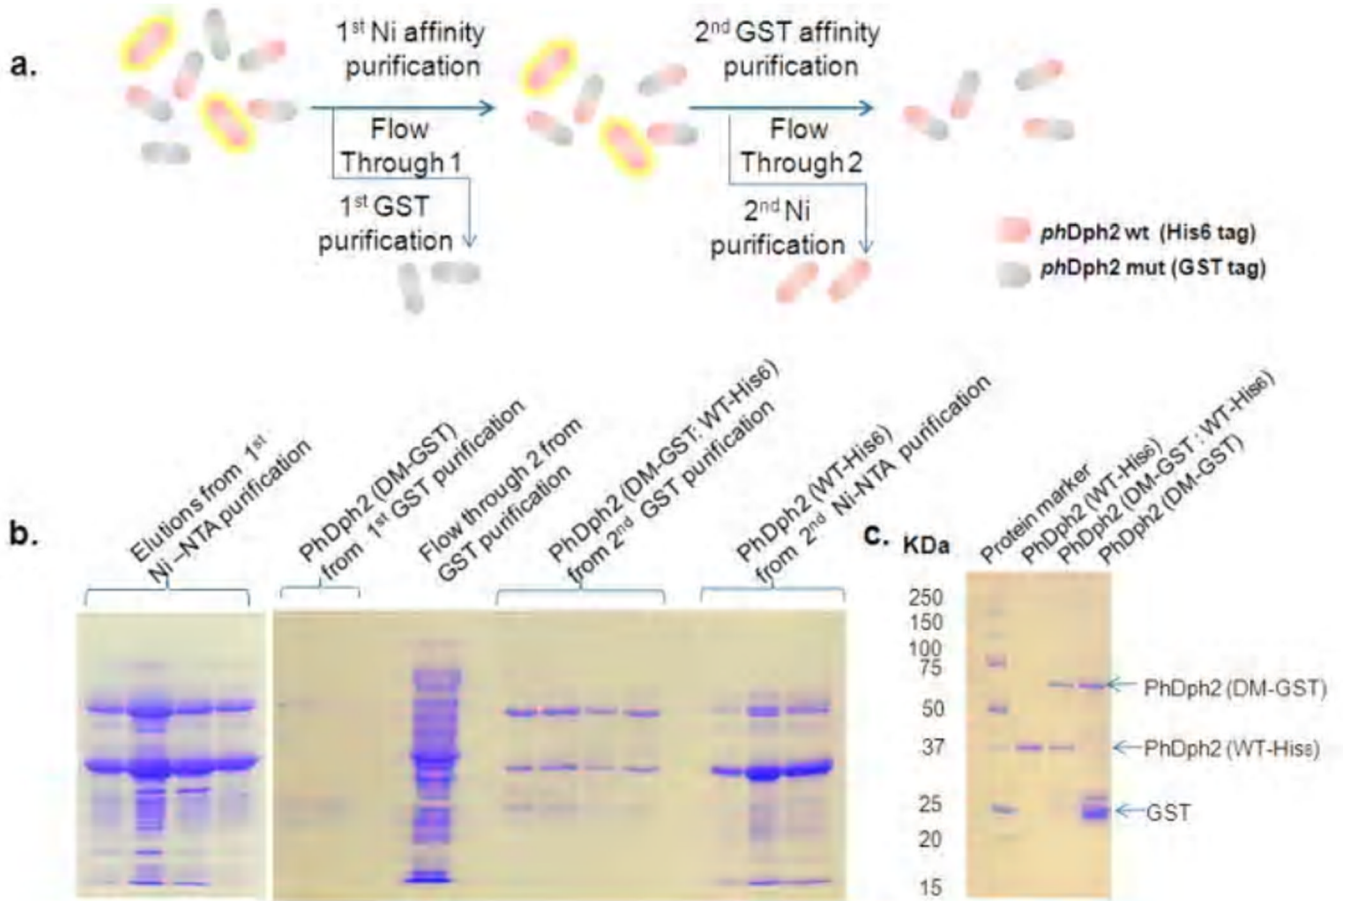 a.
1st Ni affinity
purification
Flow
Through 1
1st GST
purification
2nd GST affinity
purification
Flow
Through 2
2nd Ni
purification
phDph2 wt (His6 tag)
phDph2 mut (GST tag)
b.
Elutions from 1st
Ni –NTA purification
PhDph2 (DM-GST)
from 1st GST purification
Flow through 2 from
GST purification
PhDph2 (DM-GST: WT-His6)
from 2nd GST purification
PhDph2 (WT-His6)
from 2nd Ni-NTA purification
c.
KDa
Protein marker
PhDph2 (WT-His6)
PhDph2 (DM-GST : WT-His6)
PhDph2 (DM-GST)
250
150
100
75
50
37
25
20
15
PhDph2 (DM-GST)
PhDph2 (WT-His6)
GST